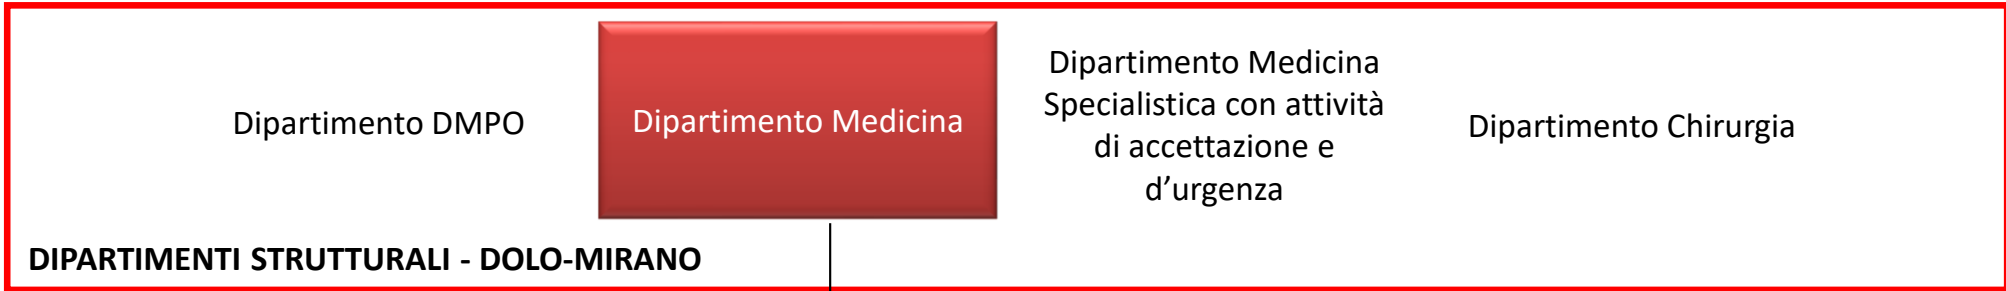 Dipartimento DMPO
Dipartimento Medicina
Dipartimento Medicina
Specialistica con attività
di accettazione e
d’urgenza
Dipartimento Chirurgia
DIPARTIMENTI STRUTTURALI - DOLO-MIRANO